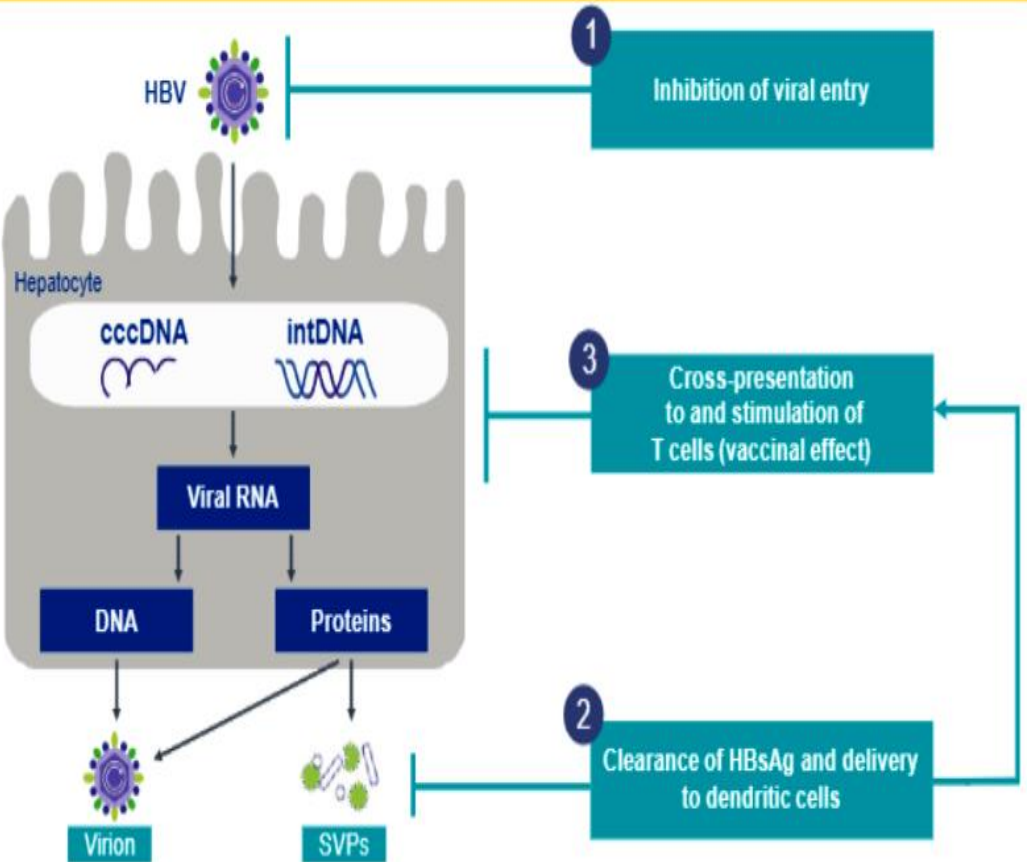 1
HBV
Inhibition of viral entry
Hepatocyte
cccDNA
intDNA
3
Cross-presentation
to and stimulation of
T cells (vaccinal effect)
Viral RNA
DNA
Proteins
2
Clearance of HBsAg and delivery
to dendritic cells
Virion
SVPs